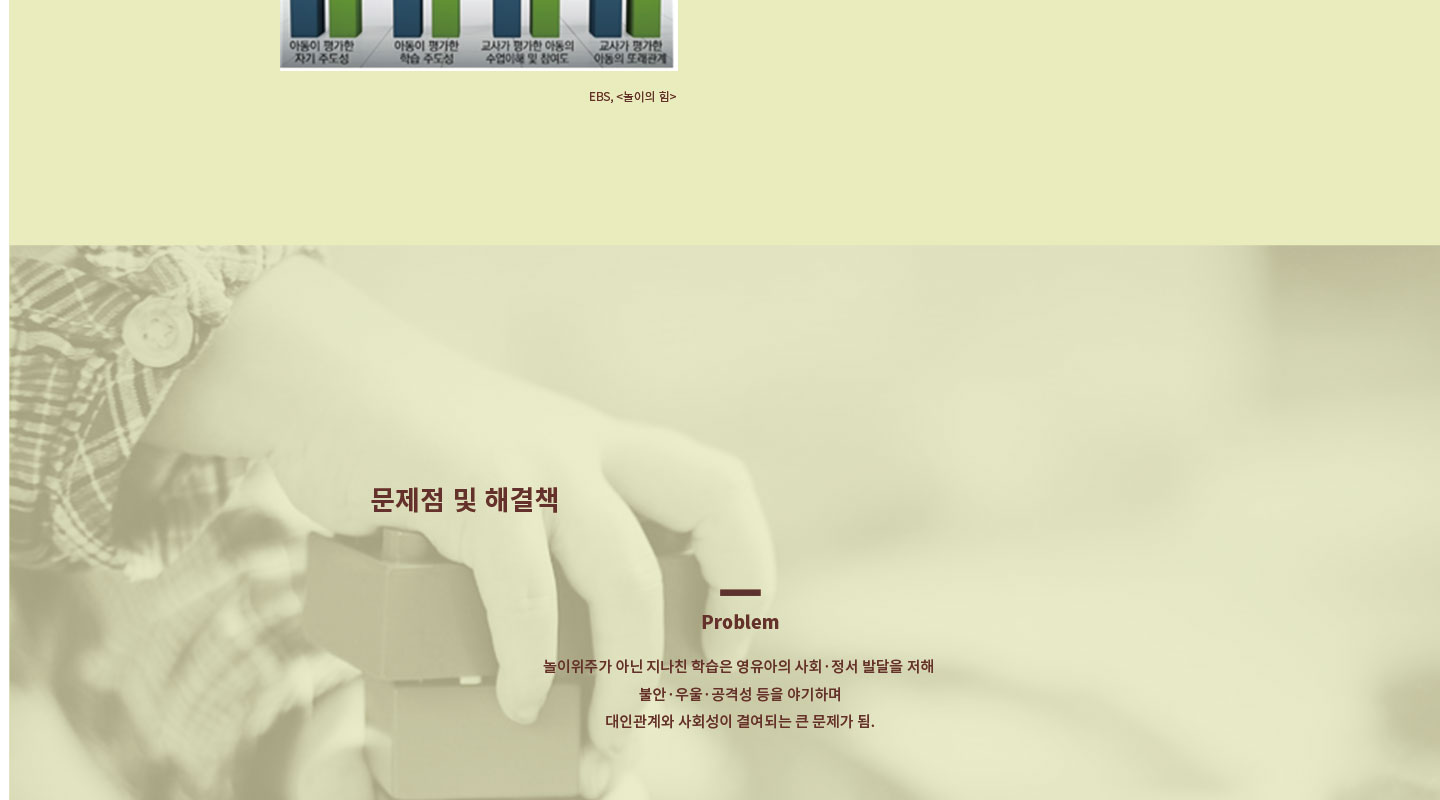 아동이 평가한
자기 주도성
아동이 평가한
학습 주도성
교사가 평가한 아동의
수업이해 및 참여도
교사가 평가한
아동의 또래관계
EBS, <놀이의 힘>
문제점 및 해결책
Problem
놀이위주가 아닌 지나친 학습은 영유아의 사회·정서 발달을 저해
불안·우울·공격성 등을 야기하며
대인관계와 사회성이 결여되는 큰 문제가 됨.